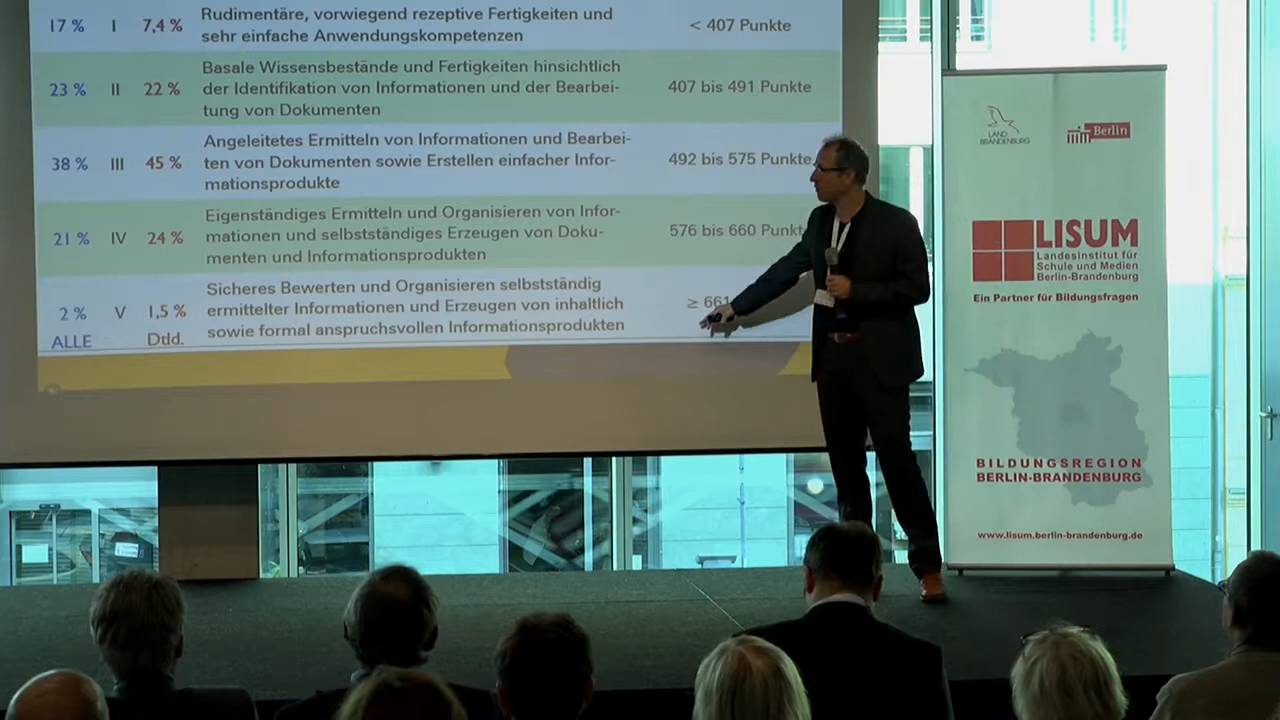 17 % I 7,4 % Rudimentäre, vorwiegend rezeptive Fertigkeiten und
sehr einfache Anwendungskompetenzen
< 407 Punkte
23 % II 22 % Basale Wissensbestände und Fertigkeiten hinsichtlich
der Identifikation von Informationen und der Bearbei-
tung von Dokumenten
407 bis 491 Punkte
38 % III 45 % Angeleitetes Ermitteln von Informationen und Bearbei-
ten von Dokumenten sowie Erstellen einfacher Infor-
mationsprodukte
492 bis 575 Punkte
21 % IV 24 % Eigenständiges Ermitteln und Organisieren von Infor-
mationen und selbstständiges Erzeugen von Doku-
menten und Informationsprodukten
576 bis 660 Punkt
2 % V 1,5 % Sicheres Bewerten und Organisieren selbstständig
ermittelter Informationen und Erzeugen von inhaltlich
sowie formal anspruchsvollen Informationsprodukten
≥ 661
ALLE Dtld.
LAND
BRANDENBURG
Berlin
LISUM
Landesinstitut für
Schule und Medien
Berlin-Brandenburg
Ein Partner für Bildungsfragen
BILDUNGSREGION
BERLIN-BRANDENBURG
www.lisum.berlin-brandenburg.de